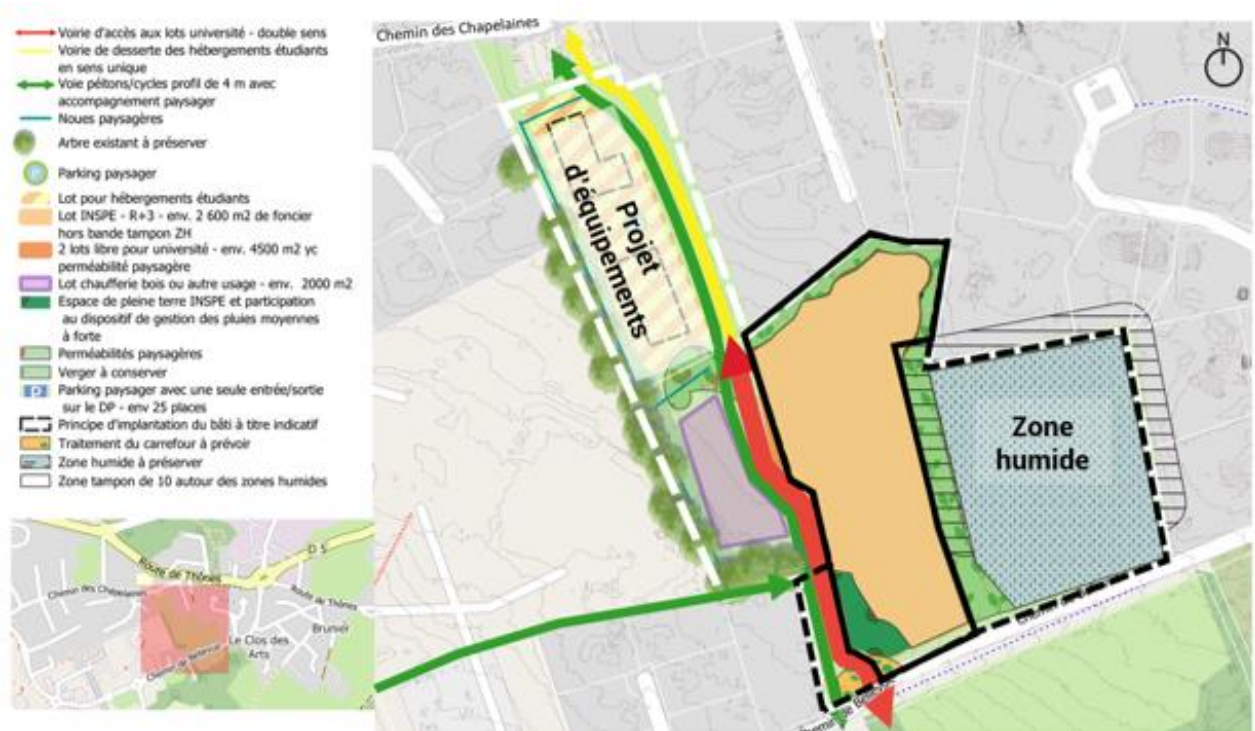 Voirie d'accès aux lots université - double sens
Voirie de desserte des hébergements étudiants
en sens unique
Voie péitons/cycles profil de 4 m avec
accompagnement paysager
Noues paysagères
Arbre existant à préserver
Parking paysager
Lot pour hébergements étudiants
Lot INSPE - R+3 - env. 2 600 m2 de foncier
hors bande tampon ZH
2 lots libre pour université - env. 4500 m2 yc
perméabilité paysagère
Lot chaufferie bois ou autre usage - env. 2000 m2
Espace de pleine terre INSPE et participation
au dispositif de gestion des pluies moyennes
à forte
Perméabilités paysagères
Verger à conserver
Parking paysager avec une seule entrée/sortie
sur le DP - env 25 places
Principe d'implantation du bâti à titre indicatif
Traitement du carrefour à prévoir
Zone humide à préserver
Zone tampon de 10 autour des zones humides
Chemin des Chapelaines
N
Projet
d'équipements
Zone
humide
Route de Thônes
D 5
Chemin des Chapelaines
Route de Thônes
Brunier
Le Clos des
Arts
Chemin de Bellevue